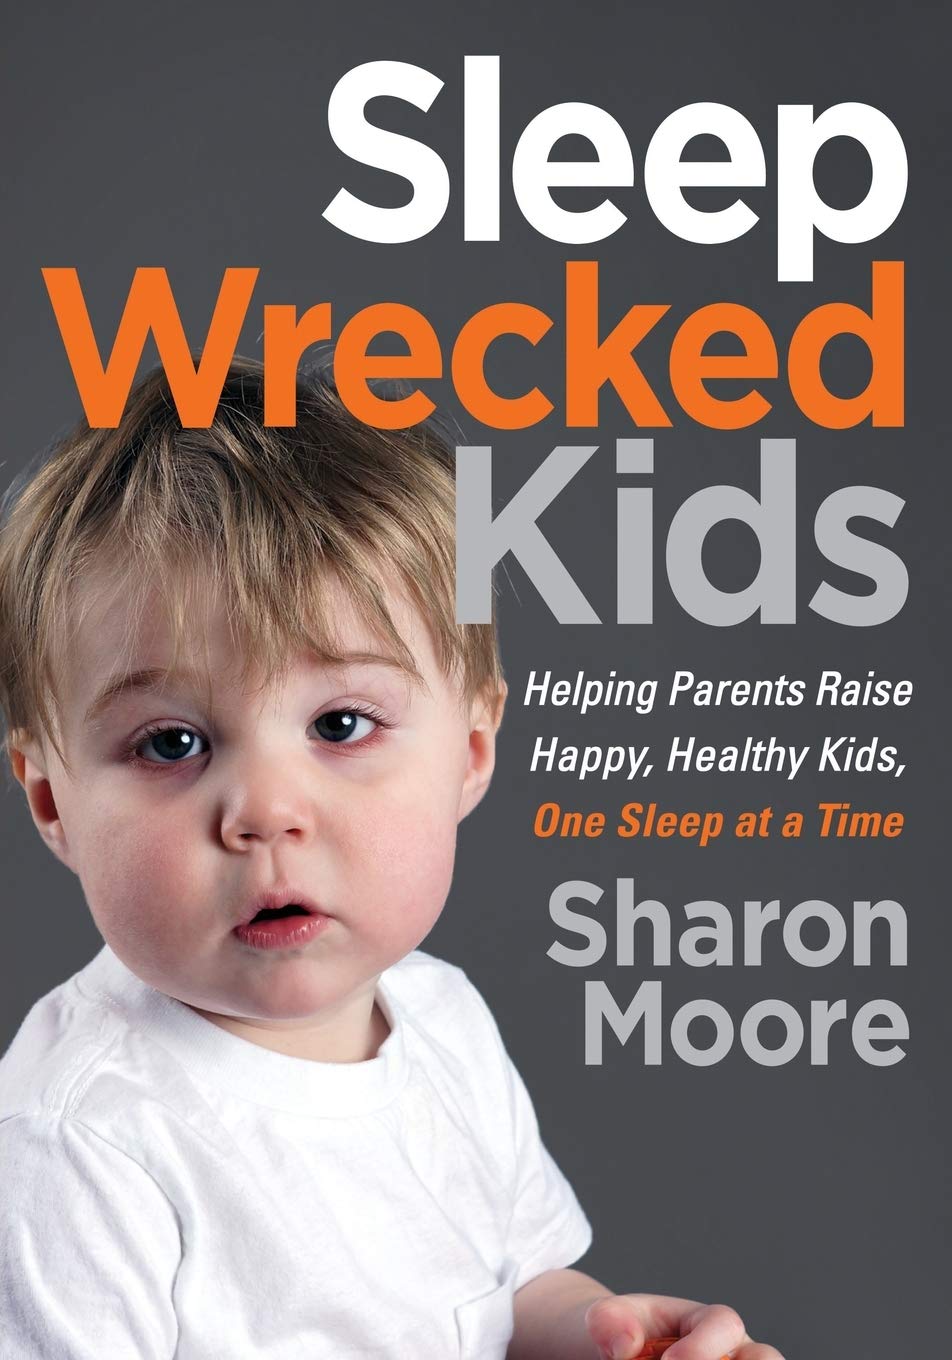 Sleep
Wrecked
Kids
Helping Parents Raise
Happy, Healthy Kids,
One Sleep at a Time
Sharon
Moore